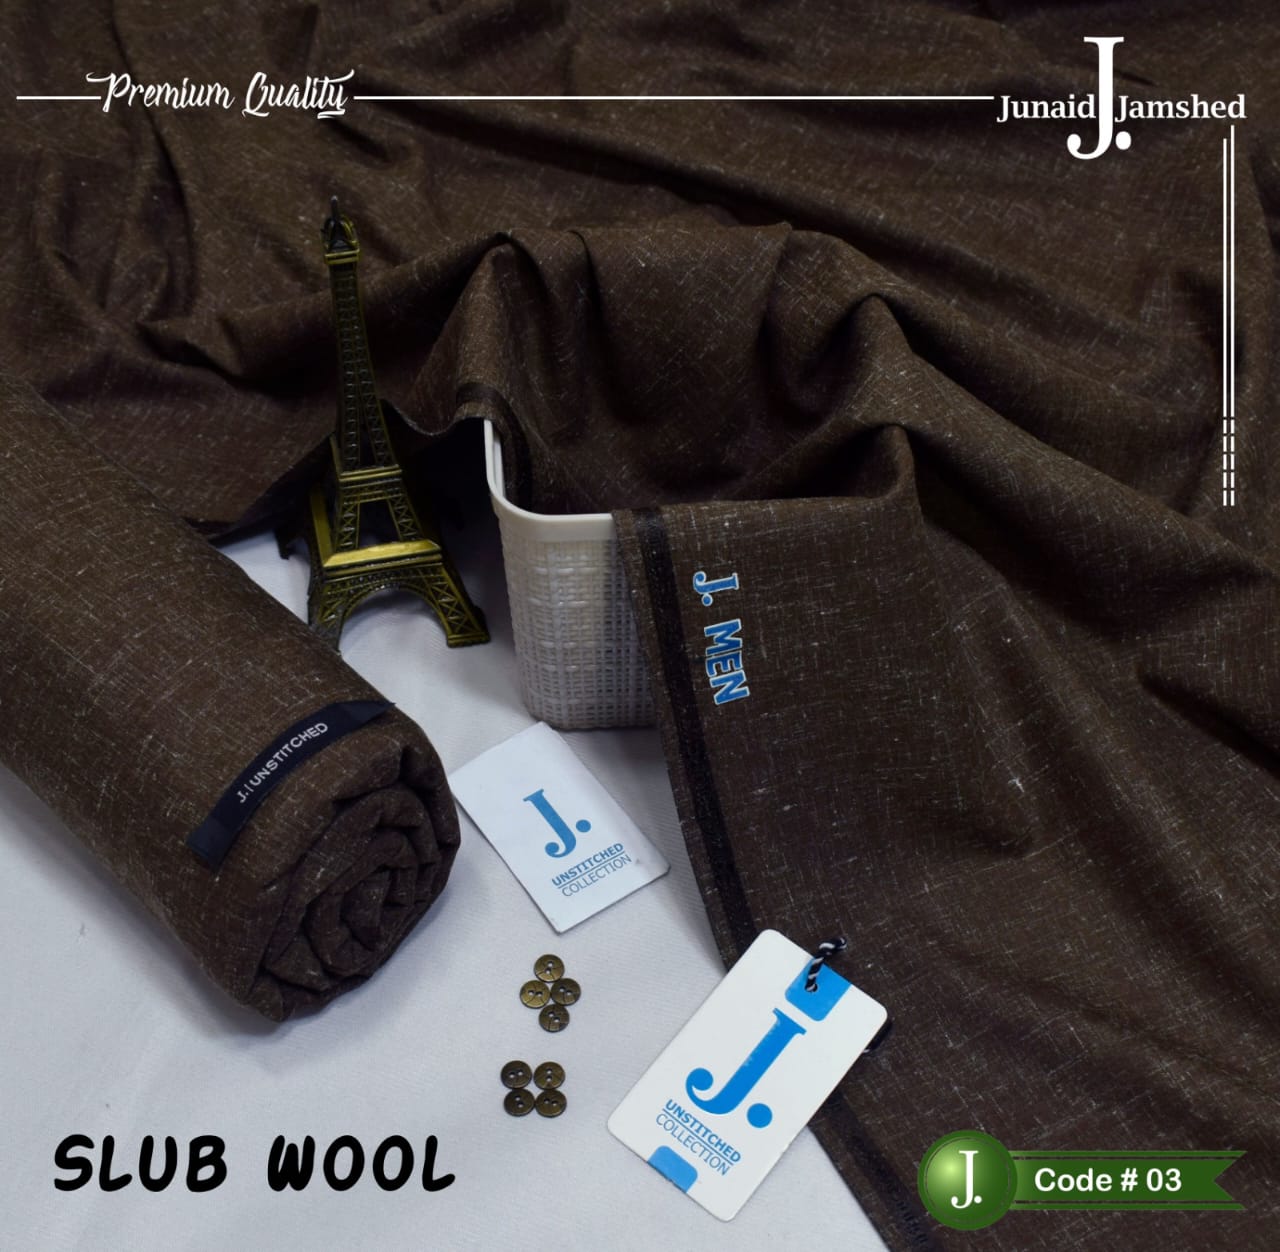 Premium Quality
Junaid J. Jamshed
J. MEN
J. | UNSTITCHED
J.
UNSTITCHED
COLLECTION
J.
UNSTITCHED
COLLECTION
SLUB WOOL
J.
Code # 03